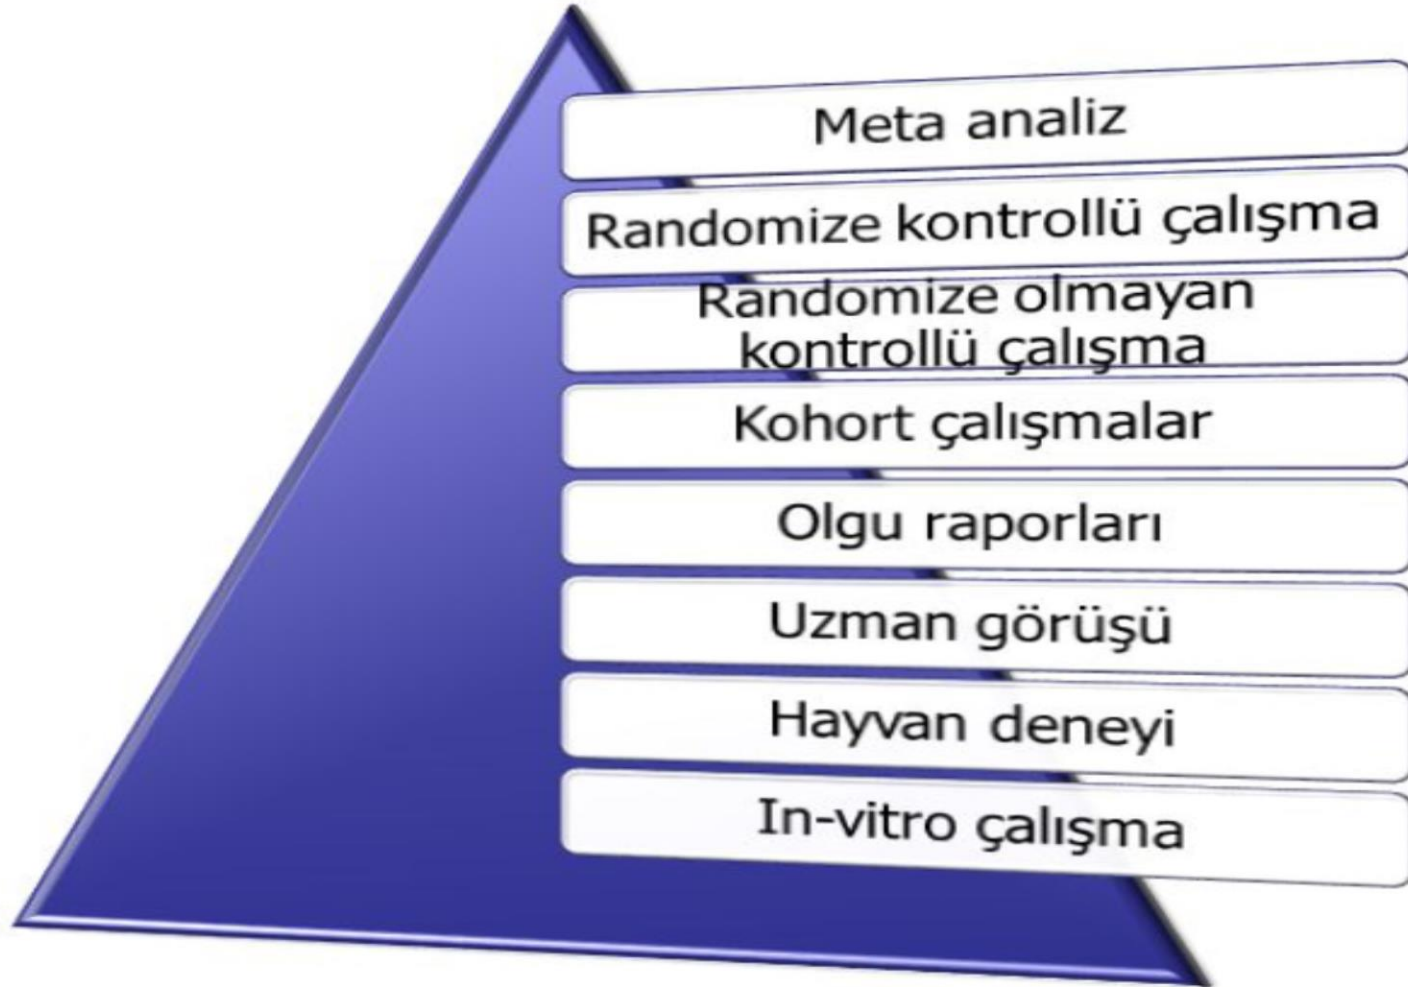 Meta analiz
Randomize kontrollü çalışma
Randomize olmayan
kontrollü çalışma
Kohort çalışmalar
Olgu raporları
Uzman görüşü
Hayvan deneyi
In-vitro çalışma